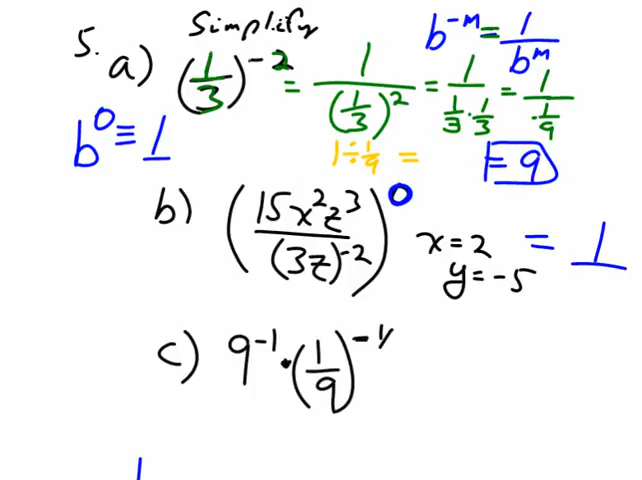 Simplify
5. a) (1/3)^-2 = 1/(1/3)^2 = 1/(1/3 · 1/3) = 1/(1/9)
b^-m = 1/b^m
b^0 ≡ 1
1 ÷ 1/9 =
= 9
b) (15x^2z^3/(3z)^-2)^0
x = 2
y = -5
= 1
c) 9^-1 · (1/9)^-1